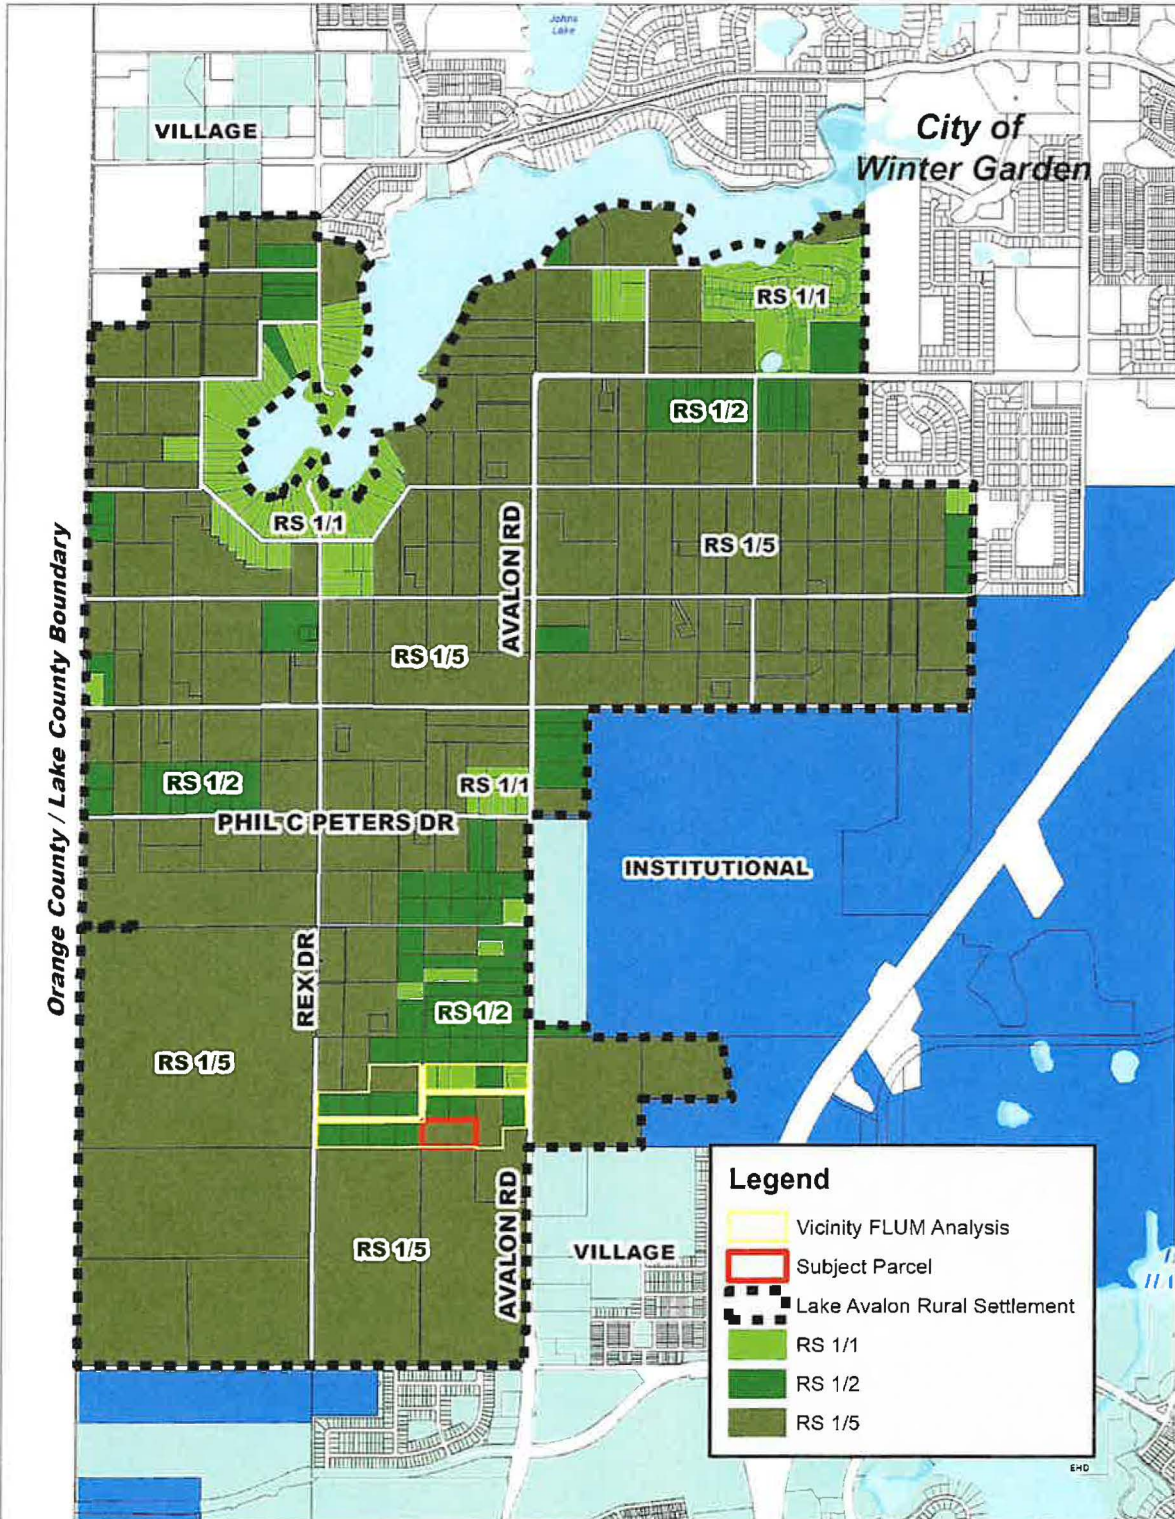 Johns
Lake
VILLAGE
City of
Winter Garden
RS 1/1
RS 1/2
RS 1/1
AVALON RD
RS 1/5
Orange County / Lake County Boundary
RS 1/5
RS 1/2
RS 1/1
PHIL C PETERS DR
INSTITUTIONAL
REX DR
RS 1/2
RS 1/5
AVALON RD
RS 1/5
VILLAGE
Legend
Vicinity FLUM Analysis
Subject Parcel
Lake Avalon Rural Settlement
RS 1/1
RS 1/2
RS 1/5
EHD